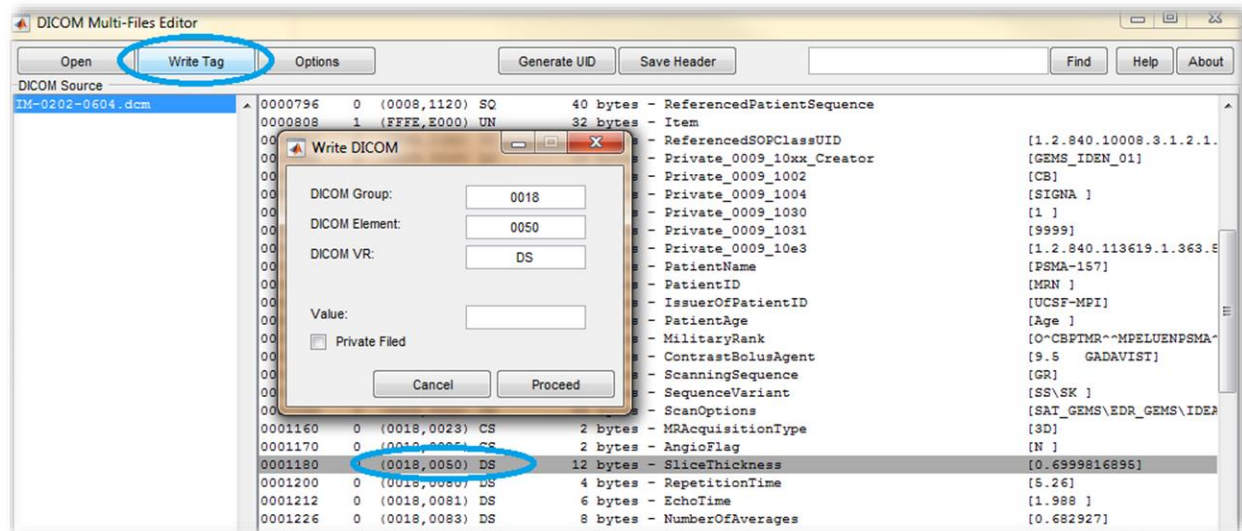 DICOM Multi-Files Editor
Open Write Tag Options Generate UID Save Header Find Help About
DICOM Source
IM-0202-0604.dcm
0000796 0 (0008,1120) SQ 40 bytes - ReferencedPatientSequence
0000808 1 (FFFE,E000) UN 32 bytes - Item
00 - ReferencedSOPClassUID [1.2.840.10008.3.1.2.1.
- Private_0009_10xx_Creator [GEMS_IDEN_01]
- Private_0009_1002 [CB]
- Private_0009_1004 [SIGNA ]
- Private_0009_1030 [1 ]
- Private_0009_1031 [9999]
- Private_0009_10e3 [1.2.840.113619.1.363.5
- PatientName [PSMA-157]
- PatientID [MRN ]
- IssuerOfPatientID [UCSF-MPI]
- PatientAge [Age ]
- MilitaryRank [O^CBPTMR^^MPELUENPSMA^
- ContrastBolusAgent [9.5 GADAVIST]
- ScanningSequence [GR]
- SequenceVariant [SS\SK ]
- ScanOptions [SAT_GEMS\EDR_GEMS\IDEA
0001160 0 (0018,0023) CS 2 bytes - MRAcquisitionType [3D]
0001170 0 CS 2 bytes - AngioFlag [N ]
0001180 (0018,0050) DS 12 bytes - SliceThickness [0.6999816895]
0001200 0 (0018,0080) DS 4 bytes - RepetitionTime [5.26]
0001212 0 (0018,0081) DS 6 bytes - EchoTime [1.988 ]
0001226 0 (0018,0083) DS 8 bytes - NumberOfAverages [0.682927]
Write DICOM
DICOM Group: 0018
DICOM Element: 0050
DICOM VR: DS
Value:
Private Filed
Cancel Proceed